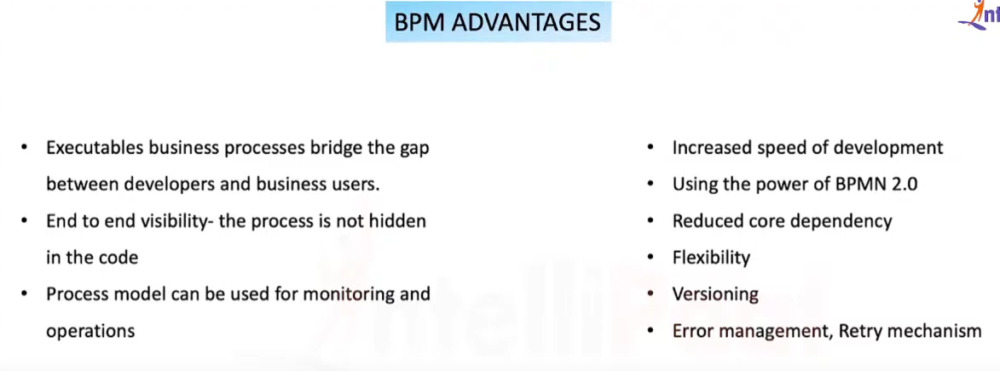 BPM ADVANTAGES
• Executables business processes bridge the gap
between developers and business users.
• End to end visibility- the process is not hidden
in the code
• Process model can be used for monitoring and
operations
• Increased speed of development
• Using the power of BPMN 2.0
• Reduced core dependency
• Flexibility
• Versioning
• Error management, Retry mechanism